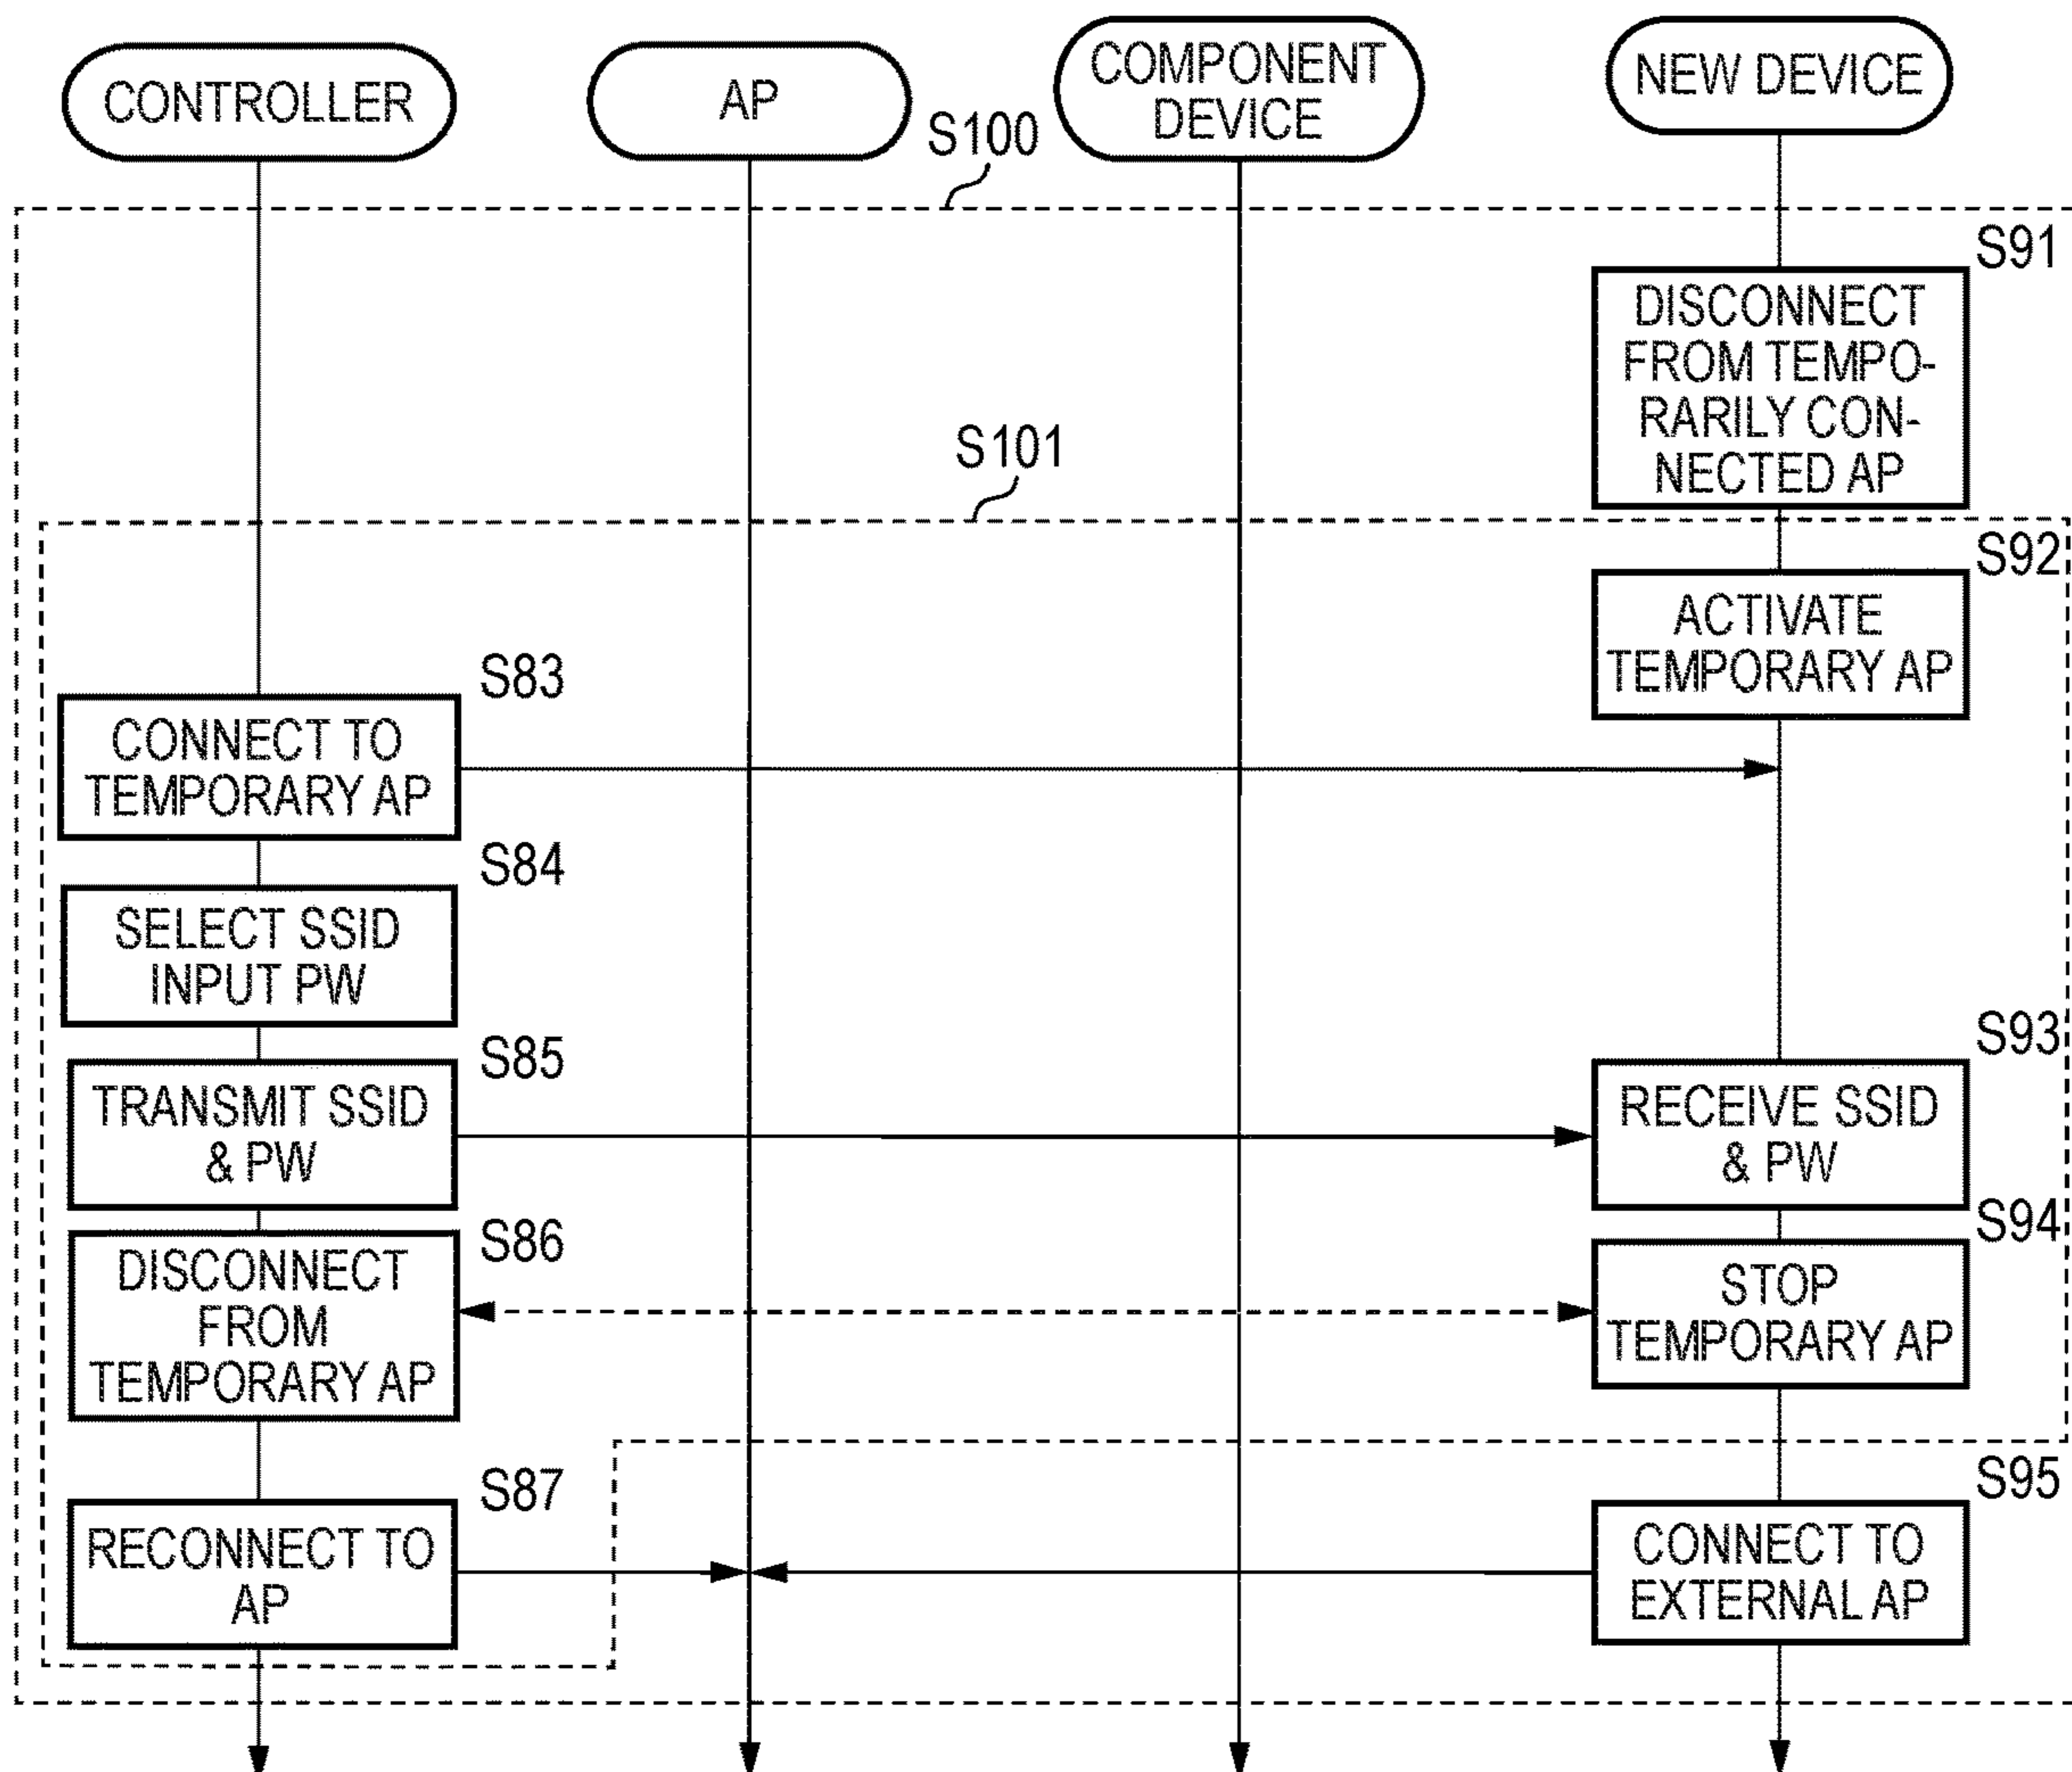 CONTROLLER
AP
COMPONENT
DEVICE
NEW DEVICE
S100
S91
DISCONNECT
FROM TEMPO-
RARILY CON-
NECTED AP
S101
S92
ACTIVATE
TEMPORARY AP
S83
CONNECT TO
TEMPORARY AP
S84
SELECT SSID
INPUT PW
S85
TRANSMIT SSID
& PW
S93
RECEIVE SSID
& PW
S86
DISCONNECT
FROM
TEMPORARY AP
S94
STOP
TEMPORARY AP
S87
RECONNECT TO
AP
S95
CONNECT TO
EXTERNAL AP